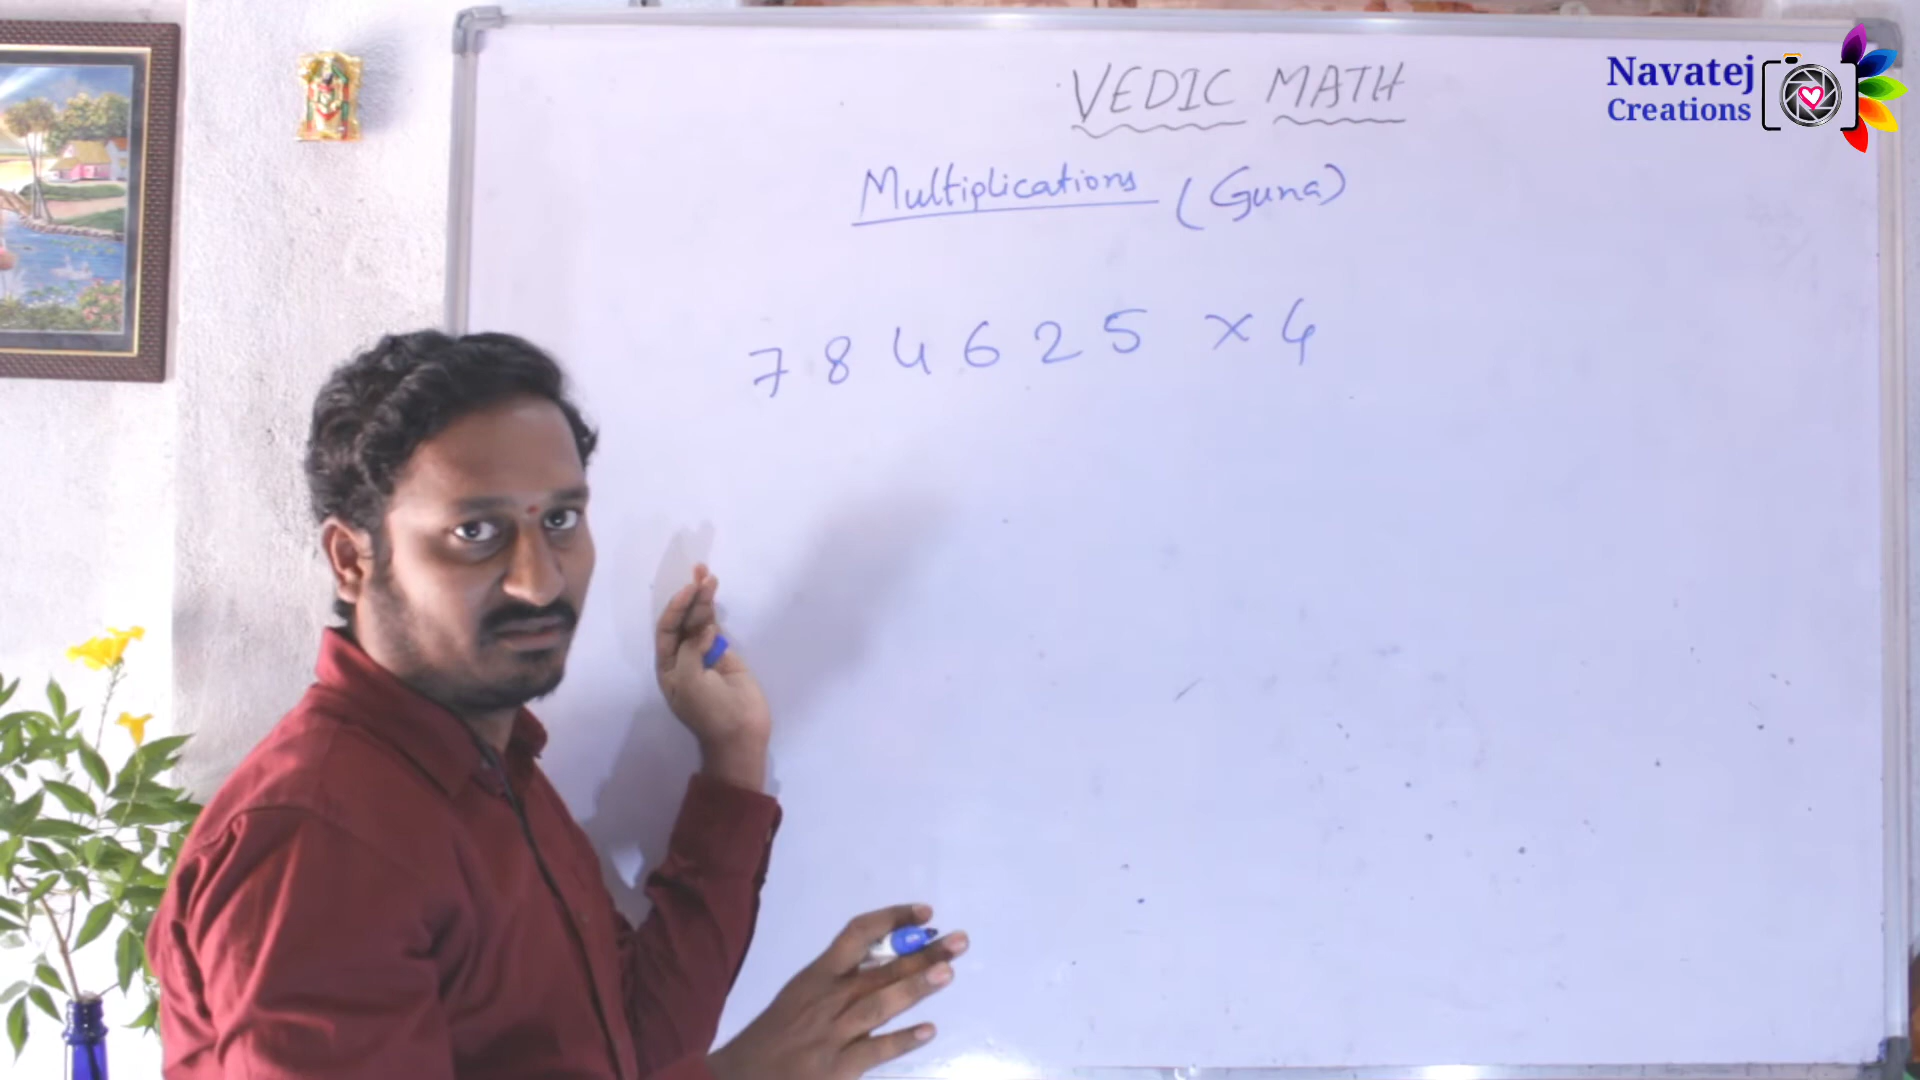 VEDIC MATH
Navatej
Creations
Multiplications (Guna)
7 8 4 6 2 5 × 4